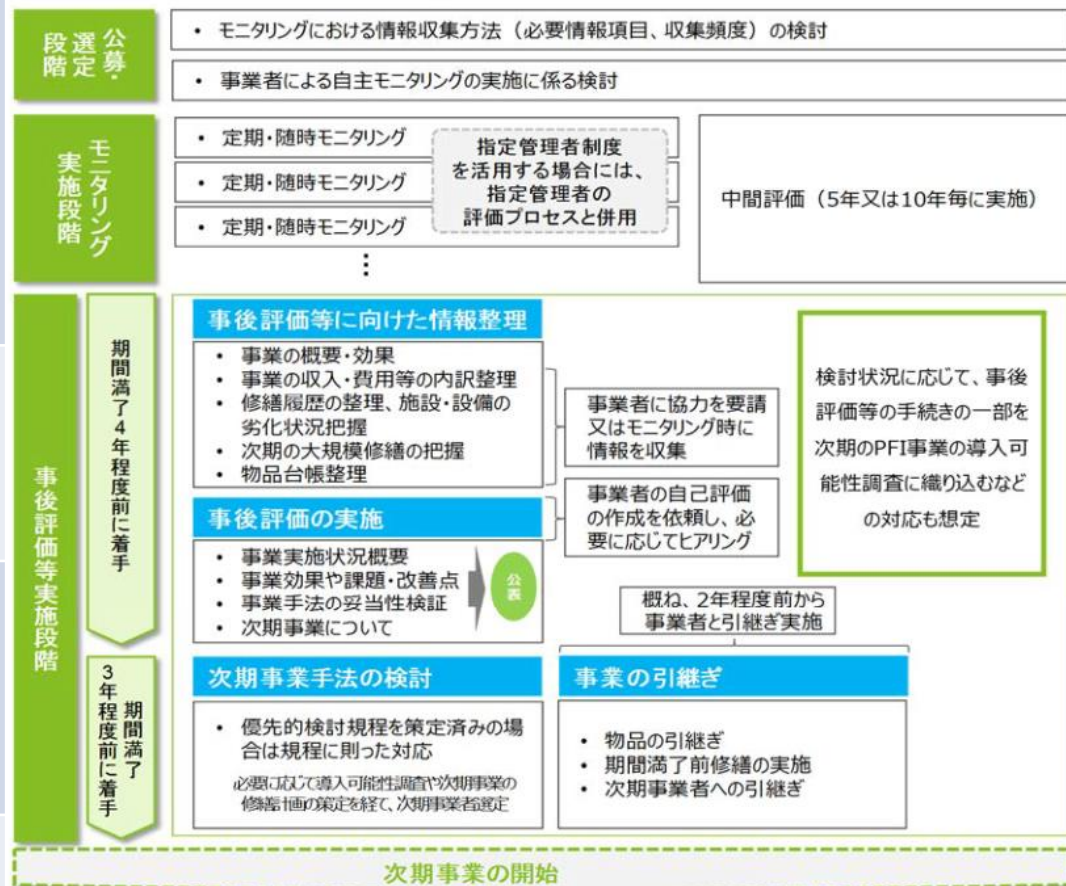 公募・
選定
段階
・ モニタリングにおける情報収集方法（必要情報項目、収集頻度）の検討
・ 事業者による自主モニタリングの実施に係る検討
モニタリング
実施段階
・ 定期・随時モニタリング
・ 定期・随時モニタリング
・ 定期・随時モニタリング
⋮
指定管理者制度
を活用する場合には、
指定管理者の
評価プロセスと併用
中間評価（5年又は10年毎に実施）
事後評価等実施段階
期間満了4年程度前に着手
事後評価等に向けた情報整理
・ 事業の概要・効果
・ 事業の収入・費用等の内訳整理
・ 修繕履歴の整理、施設・設備の
劣化状況把握
・ 次期の大規模修繕の把握
・ 物品台帳整理
事業者に協力を要請
又はモニタリング時に
情報を収集
検討状況に応じて、事後
評価等の手続きの一部を
次期のPFI事業の導入可
能性調査に織り込むなど
の対応も想定
事後評価の実施
・ 事業実施状況概要
・ 事業効果や課題・改善点
・ 事業手法の妥当性検証
・ 次期事業について
公表
事業者の自己評価
の作成を依頼し、必
要に応じてヒアリング
概ね、2年程度前から
事業者と引継ぎ実施
期間満了
3年程度前に着手
次期事業手法の検討
・ 優先的検討規程を策定済みの場
合は規程に則った対応
必要に応じて導入可能性調査や次期事業の
修繕計画の策定を経て、次期事業者選定
事業の引継ぎ
・ 物品の引継ぎ
・ 期間満了前修繕の実施
・ 次期事業者への引継ぎ
次期事業の開始